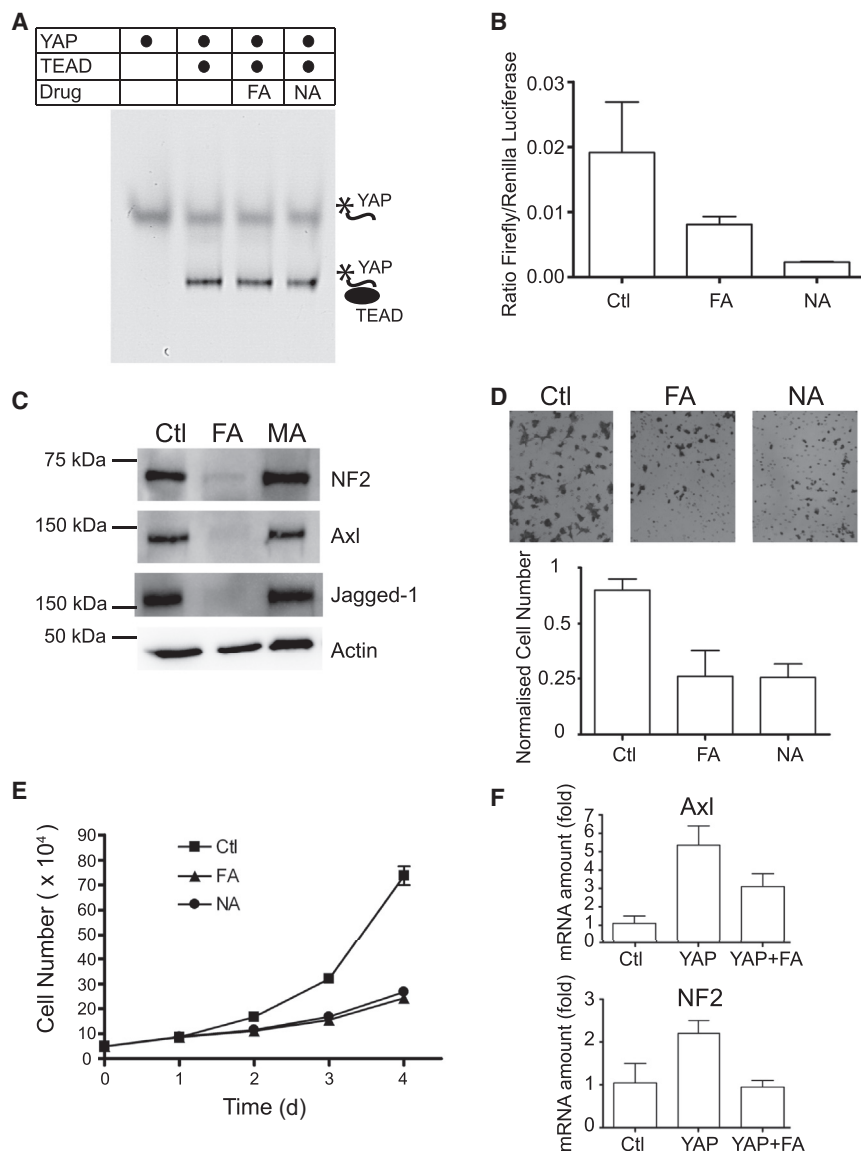 A
YAP
TEAD
Drug FA NA
* YAP
* YAP
TEAD
B
Ratio Firefly/Renilla Luciferase
0.03
0.02
0.01
0.00
Ctl FA NA
C
Ctl FA MA
75 kDa
NF2
150 kDa
Axl
150 kDa
Jagged-1
50 kDa
Actin
D
Ctl FA NA
Normalised Cell Number
1
0.5
0.25
0
Ctl FA NA
E
Cell Number ( x 10⁴ )
90
80
70
60
50
40
30
20
10
0
Ctl
FA
NA
0 1 2 3 4
Time (d)
F
Axl
mRNA amount (fold)
7
6
5
4
3
2
1
0
Ctl YAP YAP+FA
NF2
mRNA amount (fold)
3
2
1
0
Ctl YAP YAP+FA